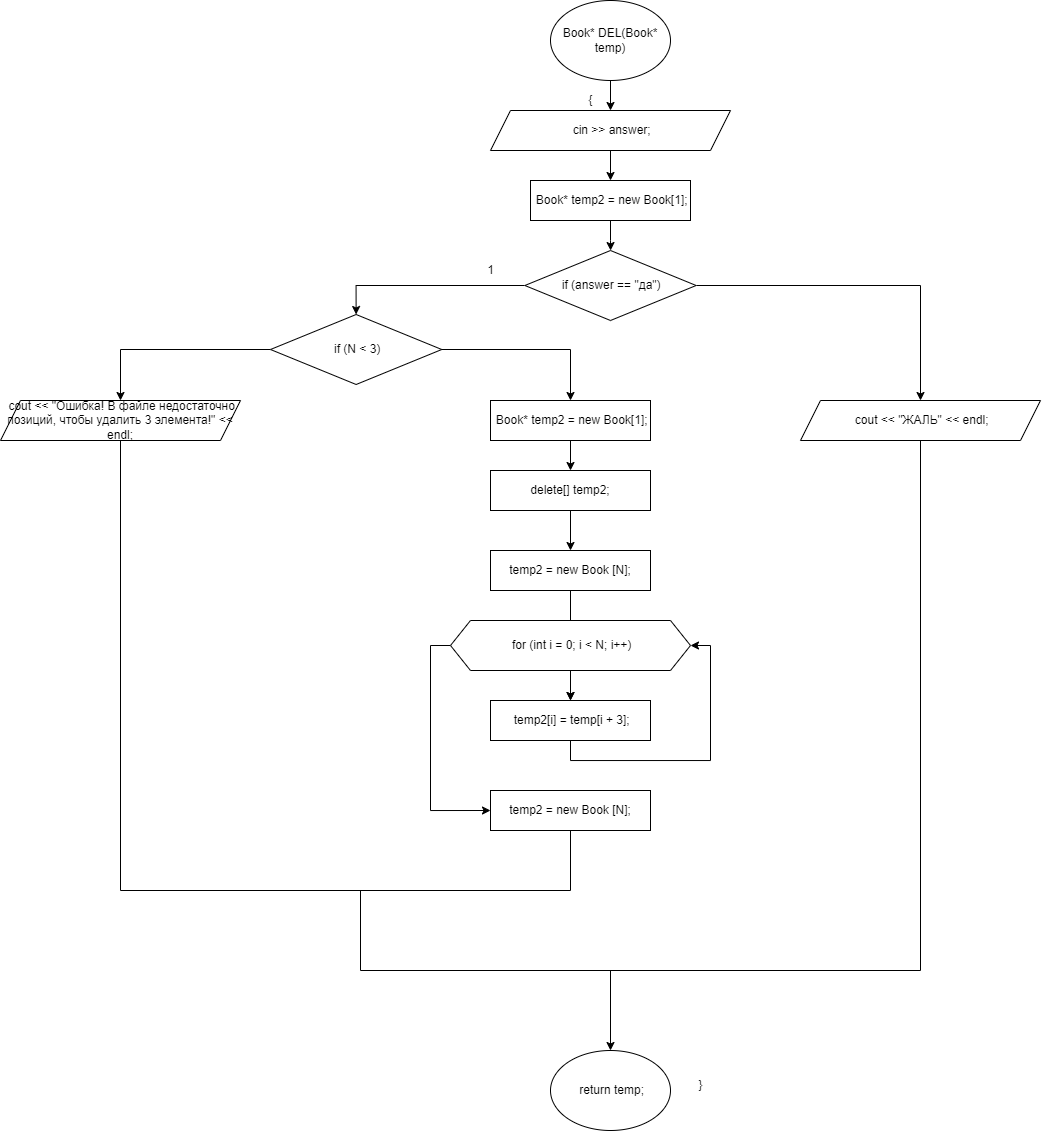 Book* DEL(Book*
temp)
{
cin >> answer;
Book* temp2 = new Book[1];
if (answer == "да")
1
if (N < 3)
cout << "Ошибка! В файле недостаточно
позиций, чтобы удалить 3 элемента!" <<
endl;
Book* temp2 = new Book[1];
cout << "ЖАЛЬ" << endl;
delete[] temp2;
temp2 = new Book [N];
for (int i = 0; i < N; i++)
temp2[i] = temp[i + 3];
temp2 = new Book [N];
return temp;
}